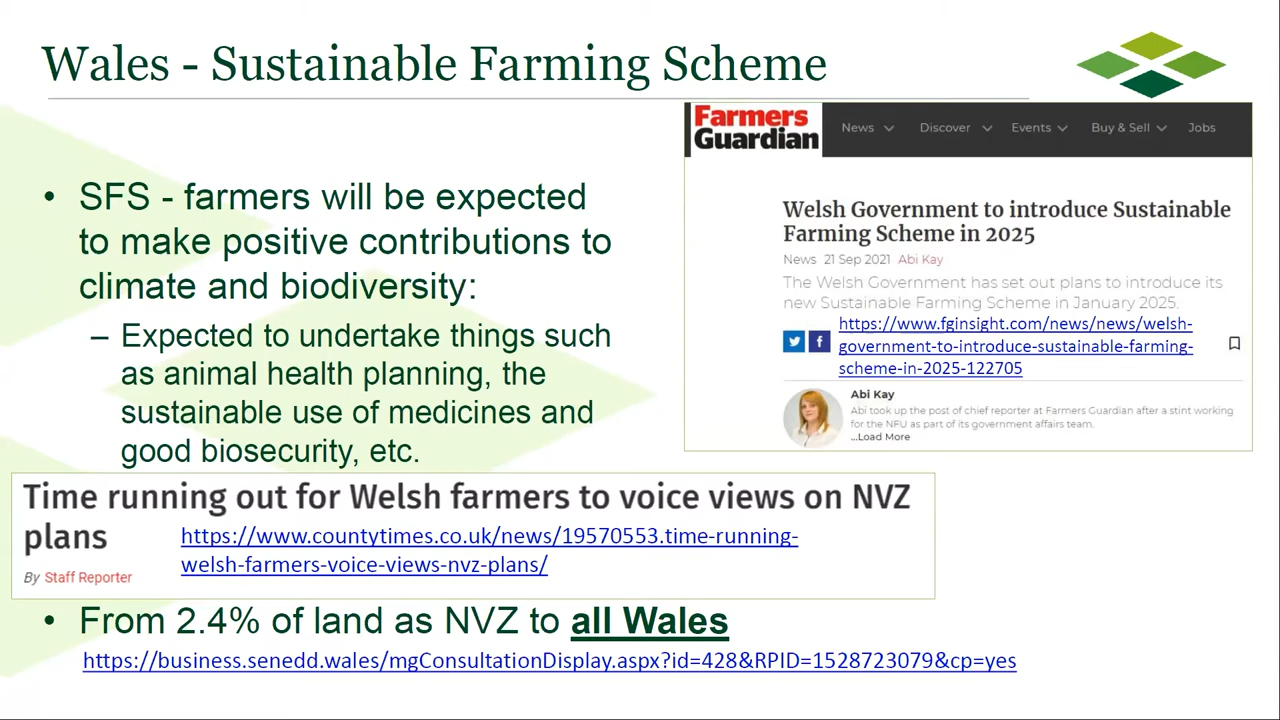 Wales - Sustainable Farming Scheme
• SFS - farmers will be expected
to make positive contributions to
climate and biodiversity:
– Expected to undertake things such
as animal health planning, the
sustainable use of medicines and
good biosecurity, etc.
Farmers
Guardian
News Discover Events Buy & Sell Jobs
Welsh Government to introduce Sustainable
Farming Scheme in 2025
News 21 Sep 2021 Abi Kay
The Welsh Government has set out plans to introduce its
new Sustainable Farming Scheme in January 2025.
https://www.fginsight.com/news/news/welsh-
government-to-introduce-sustainable-farming-
scheme-in-2025-122705
Abi Kay
Abi took up the post of chief reporter at Farmers Guardian after a stint working
for the NFU as part of its government affairs team.
...Load More
Time running out for Welsh farmers to voice views on NVZ
plans
https://www.countytimes.co.uk/news/19570553.time-running-
welsh-farmers-voice-views-nvz-plans/
By Staff Reporter
• From 2.4% of land as NVZ to all Wales
https://business.senedd.wales/mgConsultationDisplay.aspx?id=428&RPID=1528723079&cp=yes